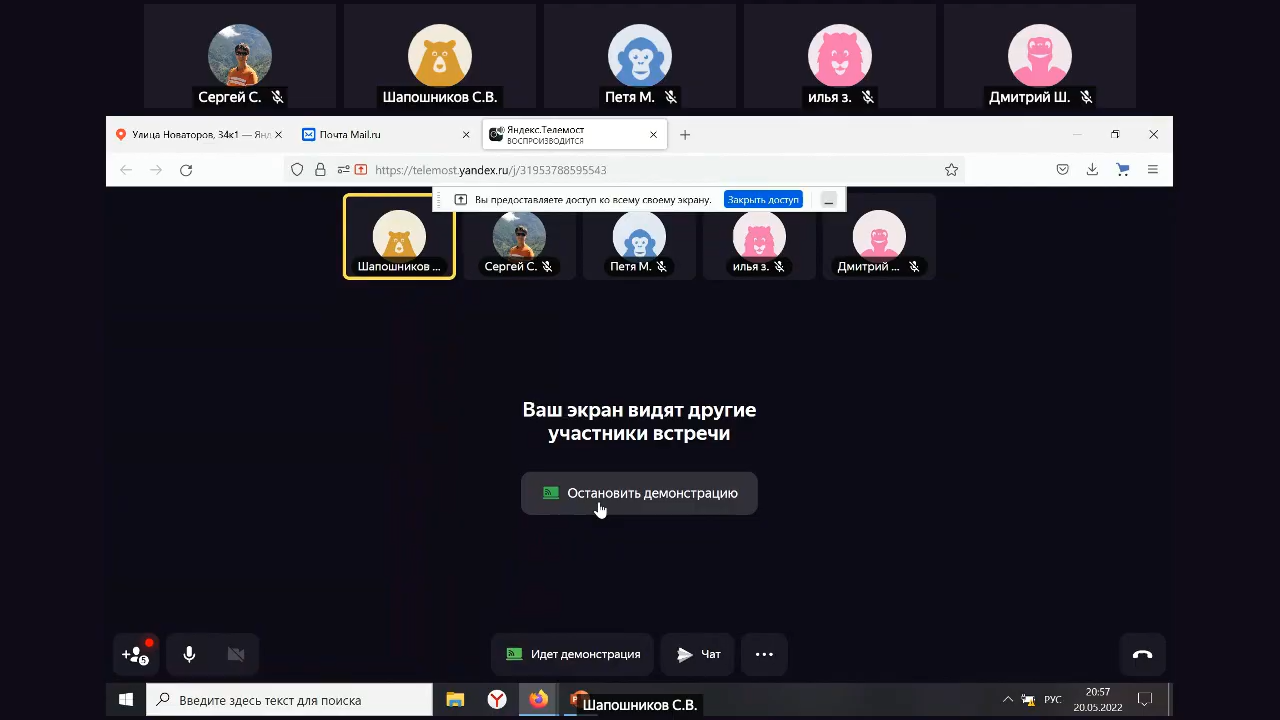 Сергей С.
Шапошников С.В.
Петя М.
илья з.
Дмитрий Ш.
Улица Новаторов, 34к1 — Янд
Почта Mail.ru
Яндекс.Телемост
ВОСПРОИЗВОДИТСЯ
https://telemost.yandex.ru/j/31953788595543
Вы предоставляете доступ ко всему своему экрану.
Закрыть доступ
Шапошников ...
Сергей С.
Петя М.
илья з.
Дмитрий ...
Ваш экран видят другие
участники встречи
Остановить демонстрацию
5
Идет демонстрация
Чат
Введите здесь текст для поиска
Шапошников С.В.
РУС
20:57
20.05.2022